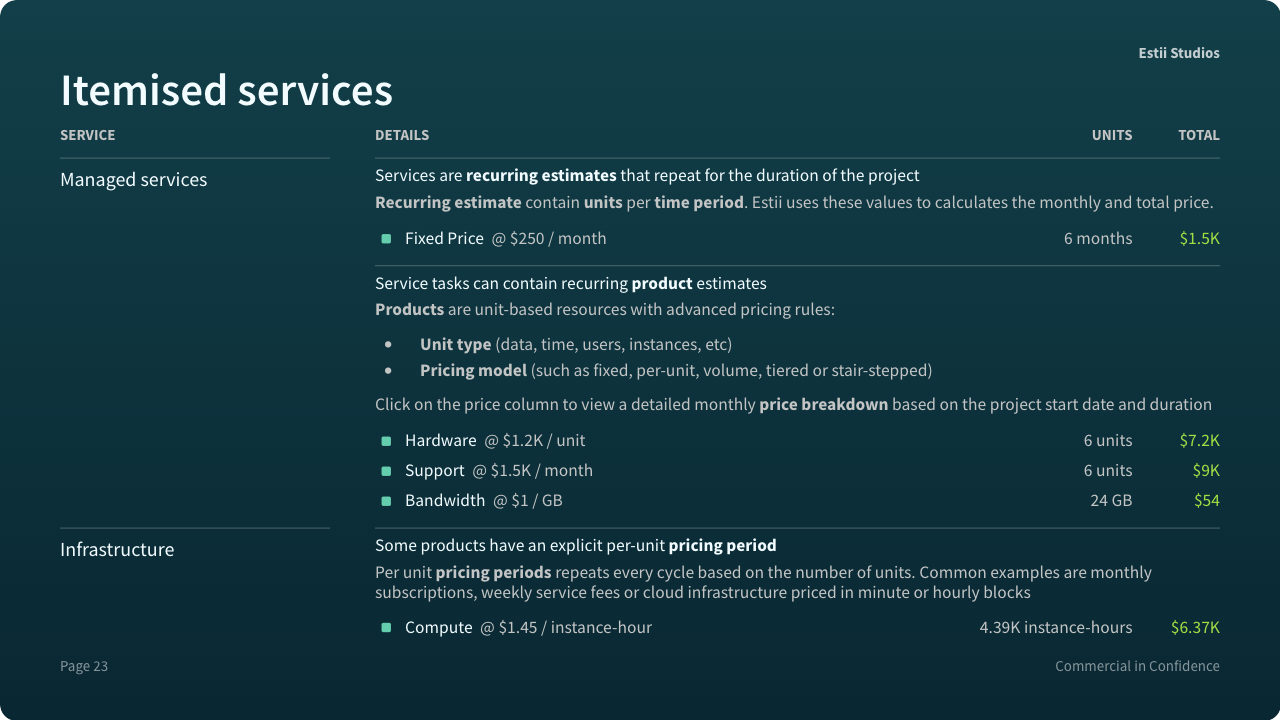 Estii Studios
Itemised services
SERVICE DETAILS UNITS TOTAL
Managed services
Services are recurring estimates that repeat for the duration of the project
Recurring estimate contain units per time period. Estii uses these values to calculates the monthly and total price.
Fixed Price @ $250 / month 6 months $1.5K
Service tasks can contain recurring product estimates
Products are unit-based resources with advanced pricing rules:
• Unit type (data, time, users, instances, etc)
• Pricing model (such as fixed, per-unit, volume, tiered or stair-stepped)
Click on the price column to view a detailed monthly price breakdown based on the project start date and duration
Hardware @ $1.2K / unit 6 units $7.2K
Support @ $1.5K / month 6 units $9K
Bandwidth @ $1 / GB 24 GB $54
Infrastructure
Some products have an explicit per-unit pricing period
Per unit pricing periods repeats every cycle based on the number of units. Common examples are monthly
subscriptions, weekly service fees or cloud infrastructure priced in minute or hourly blocks
Compute @ $1.45 / instance-hour 4.39K instance-hours $6.37K
Page 23 Commercial in Confidence